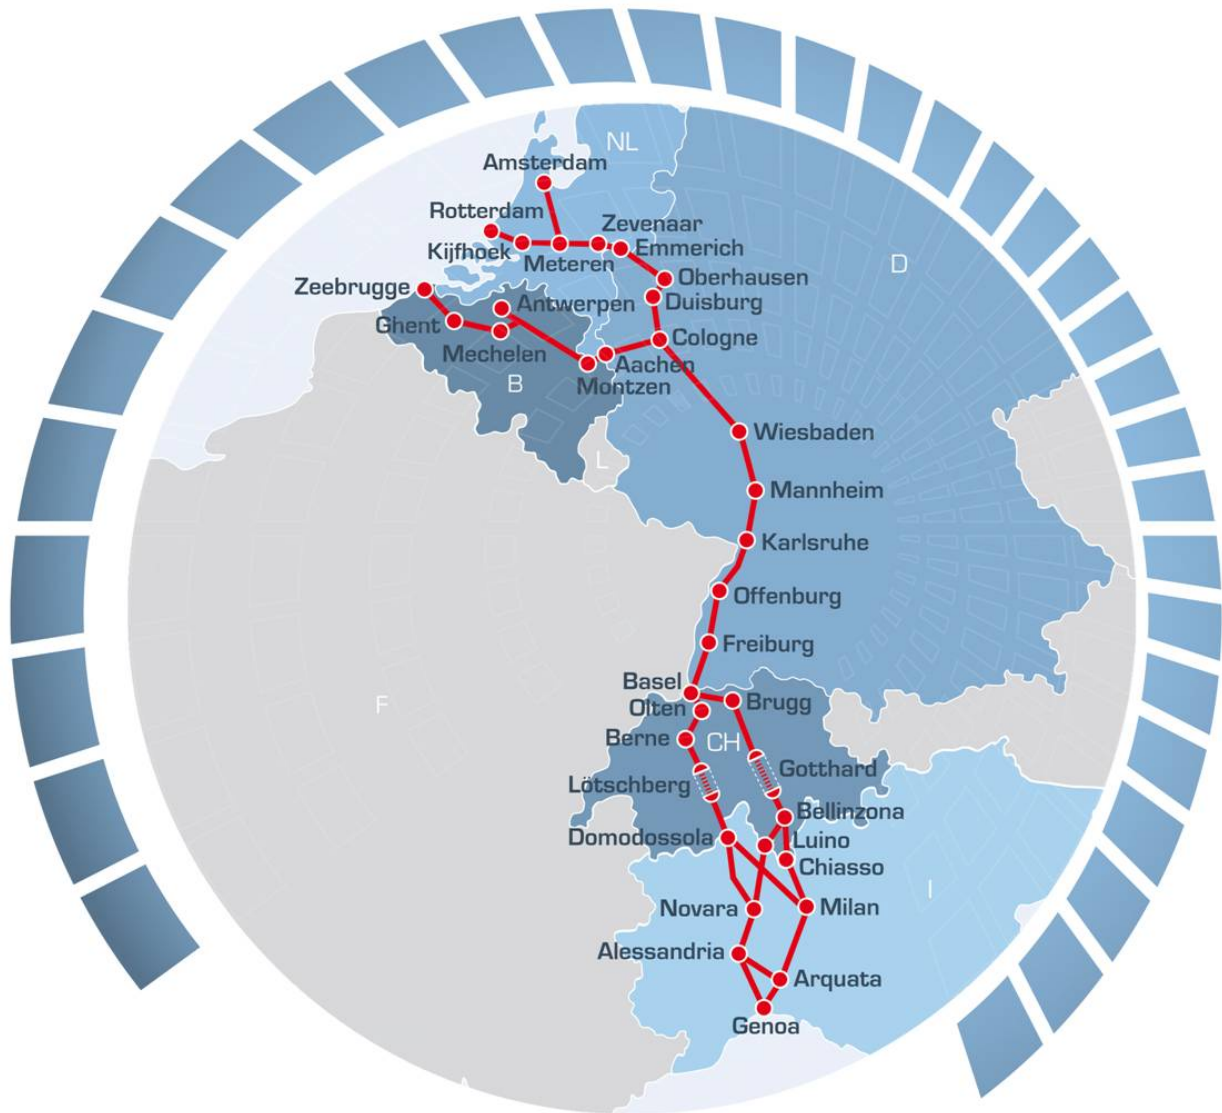 NL
Amsterdam
Rotterdam
Zevenaar
Kijfhoek
Emmerich
Meteren
D
Oberhausen
Zeebrugge
Antwerpen
Duisburg
Ghent
Cologne
Mechelen
Aachen
B
Montzen
Wiesbaden
L
Mannheim
Karlsruhe
Offenburg
Freiburg
Basel
Brugg
F
Olten
Berne
CH
Gotthard
Lötschberg
Bellinzona
Domodossola
Luino
Chiasso
I
Novara
Milan
Alessandria
Arquata
Genoa